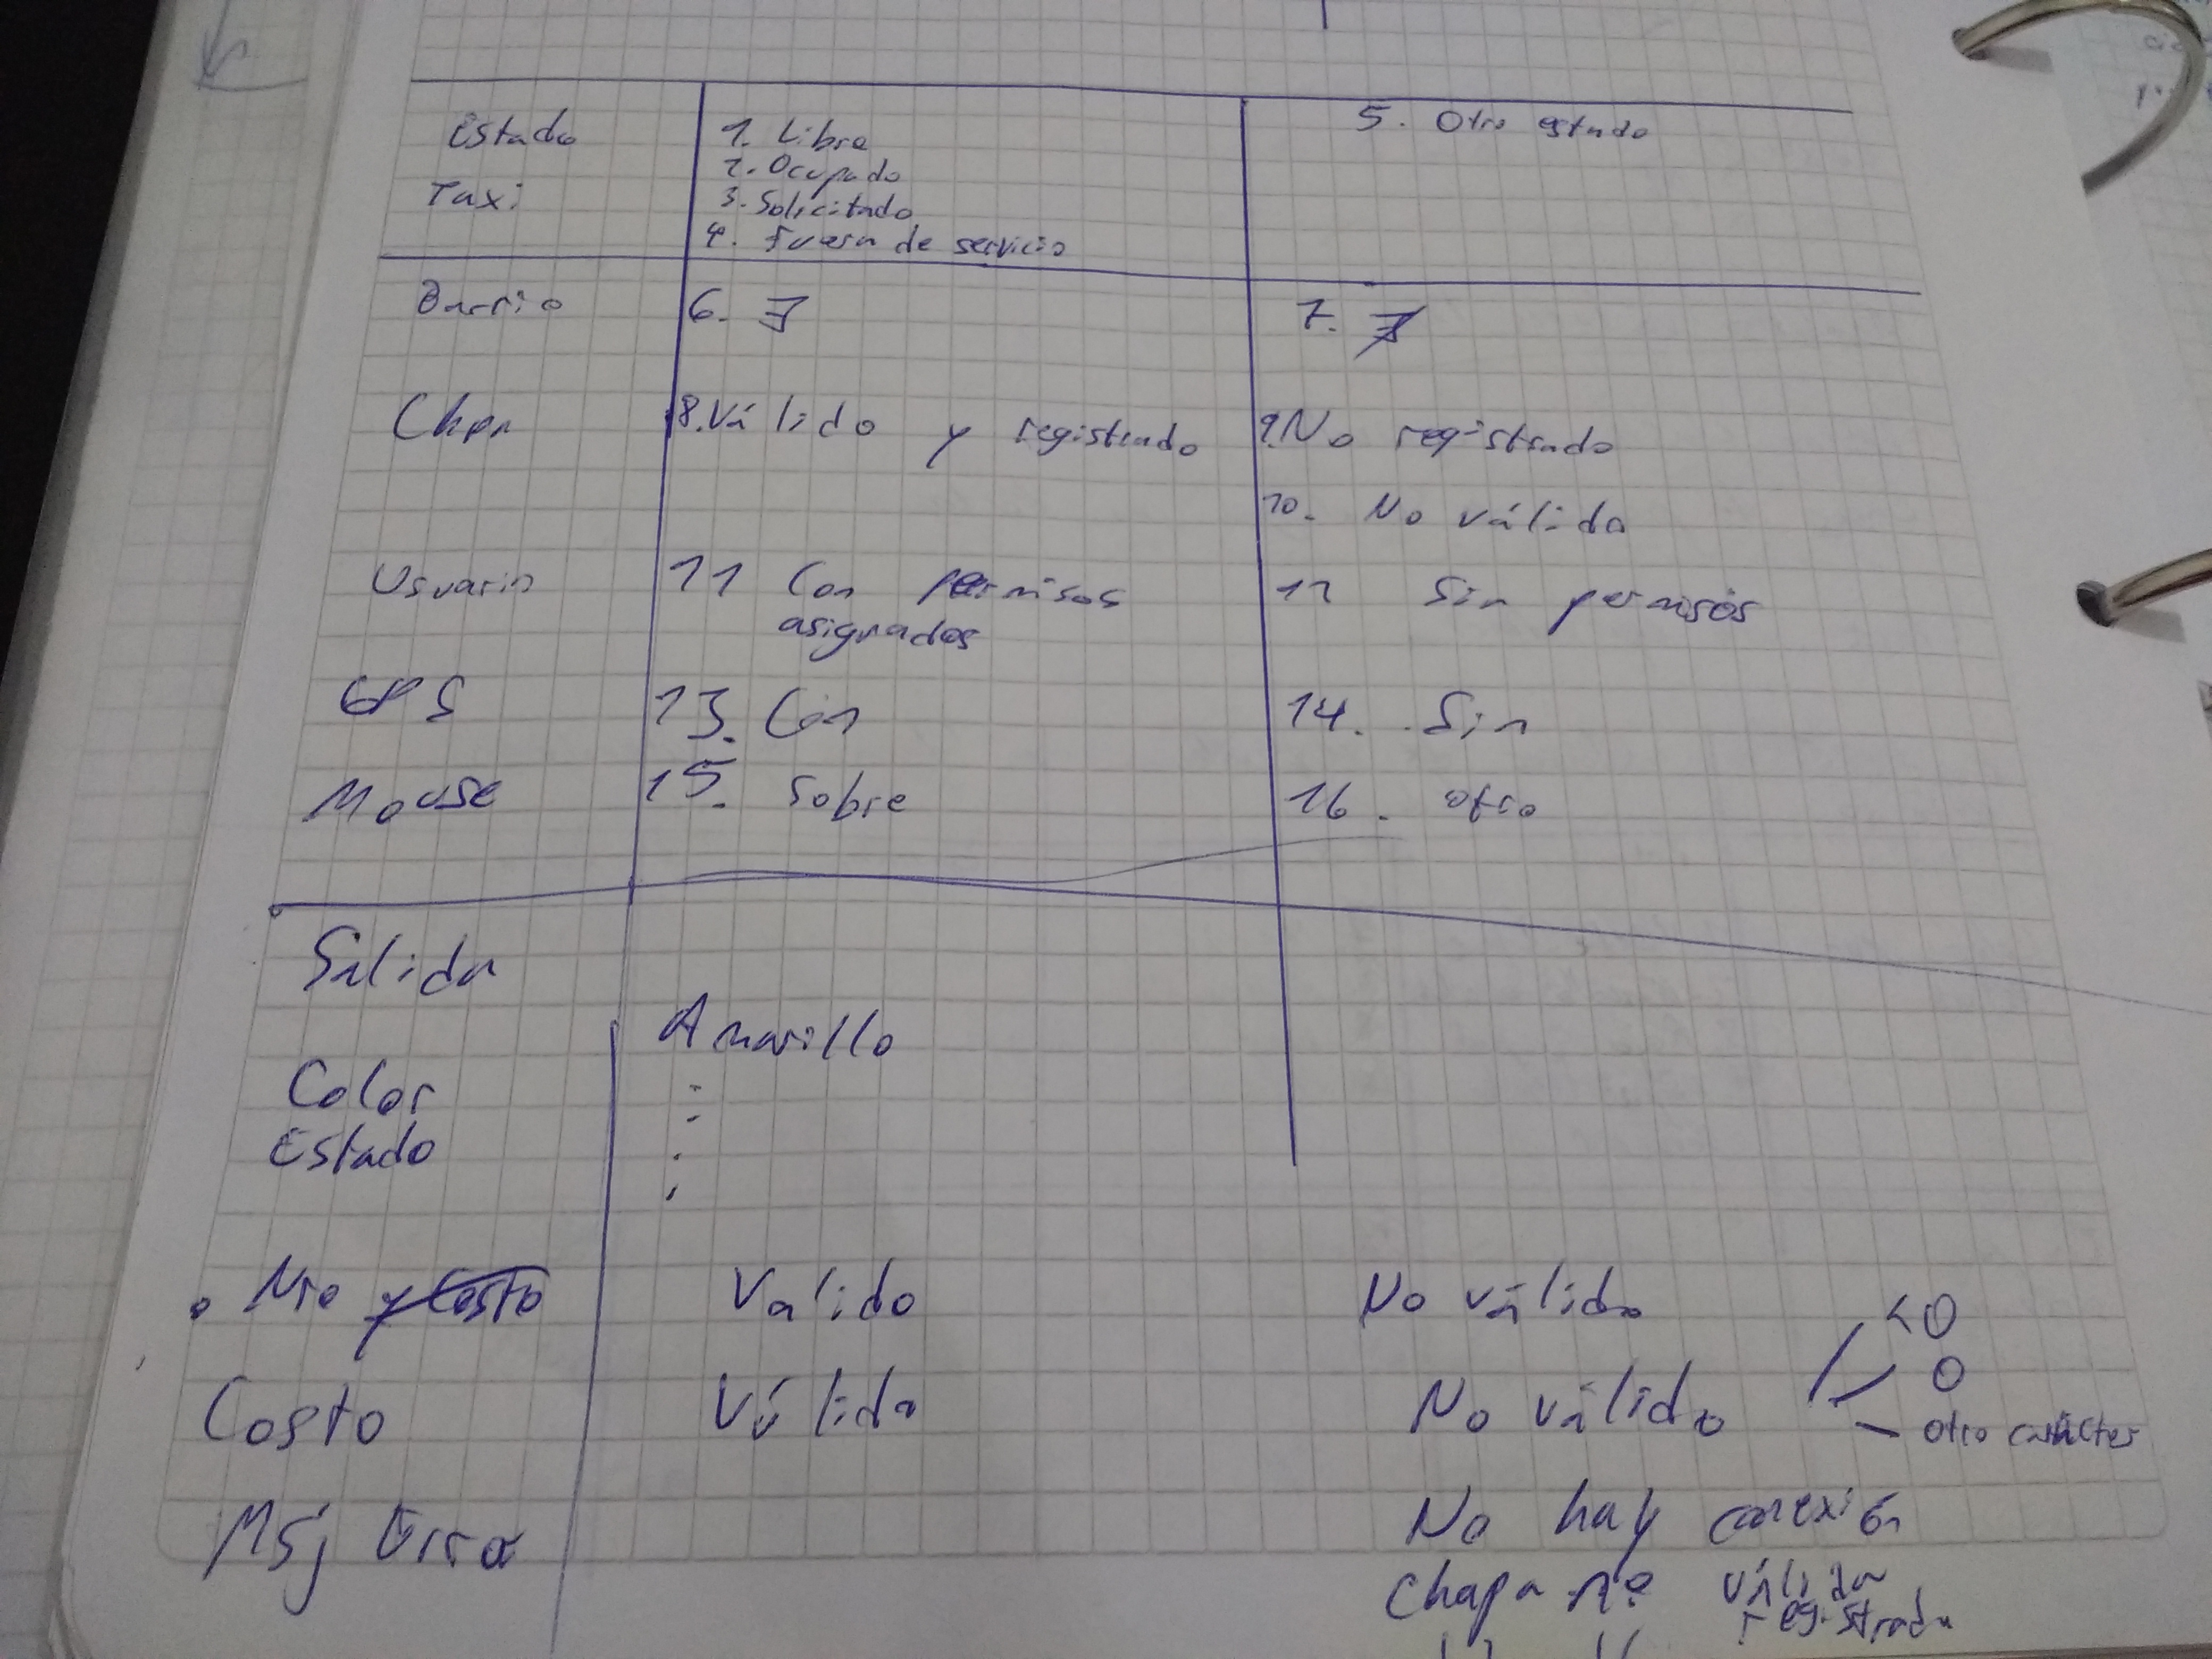 Estado
Taxi
1. Libre
2. Ocupado
3. Solicitado
4. Fuera de servicio
5. Otro estado
Barrio 6. ∃ 7. ∄
Chapa 8. Válido y registrado 9. No registrado
10. No válida
Usuario 11 Con permisos 12 Sin permisos
asignados
GPS 13. Con 14. Sin
Mouse 15. Sobre 16. otro
Salida
Amarillo
Color
Estado
Nro y Costo Valido No válido <0
0
Costo Válido No válido otro carácter
Msj Error No hay conexión
Chapa no válida
registrada